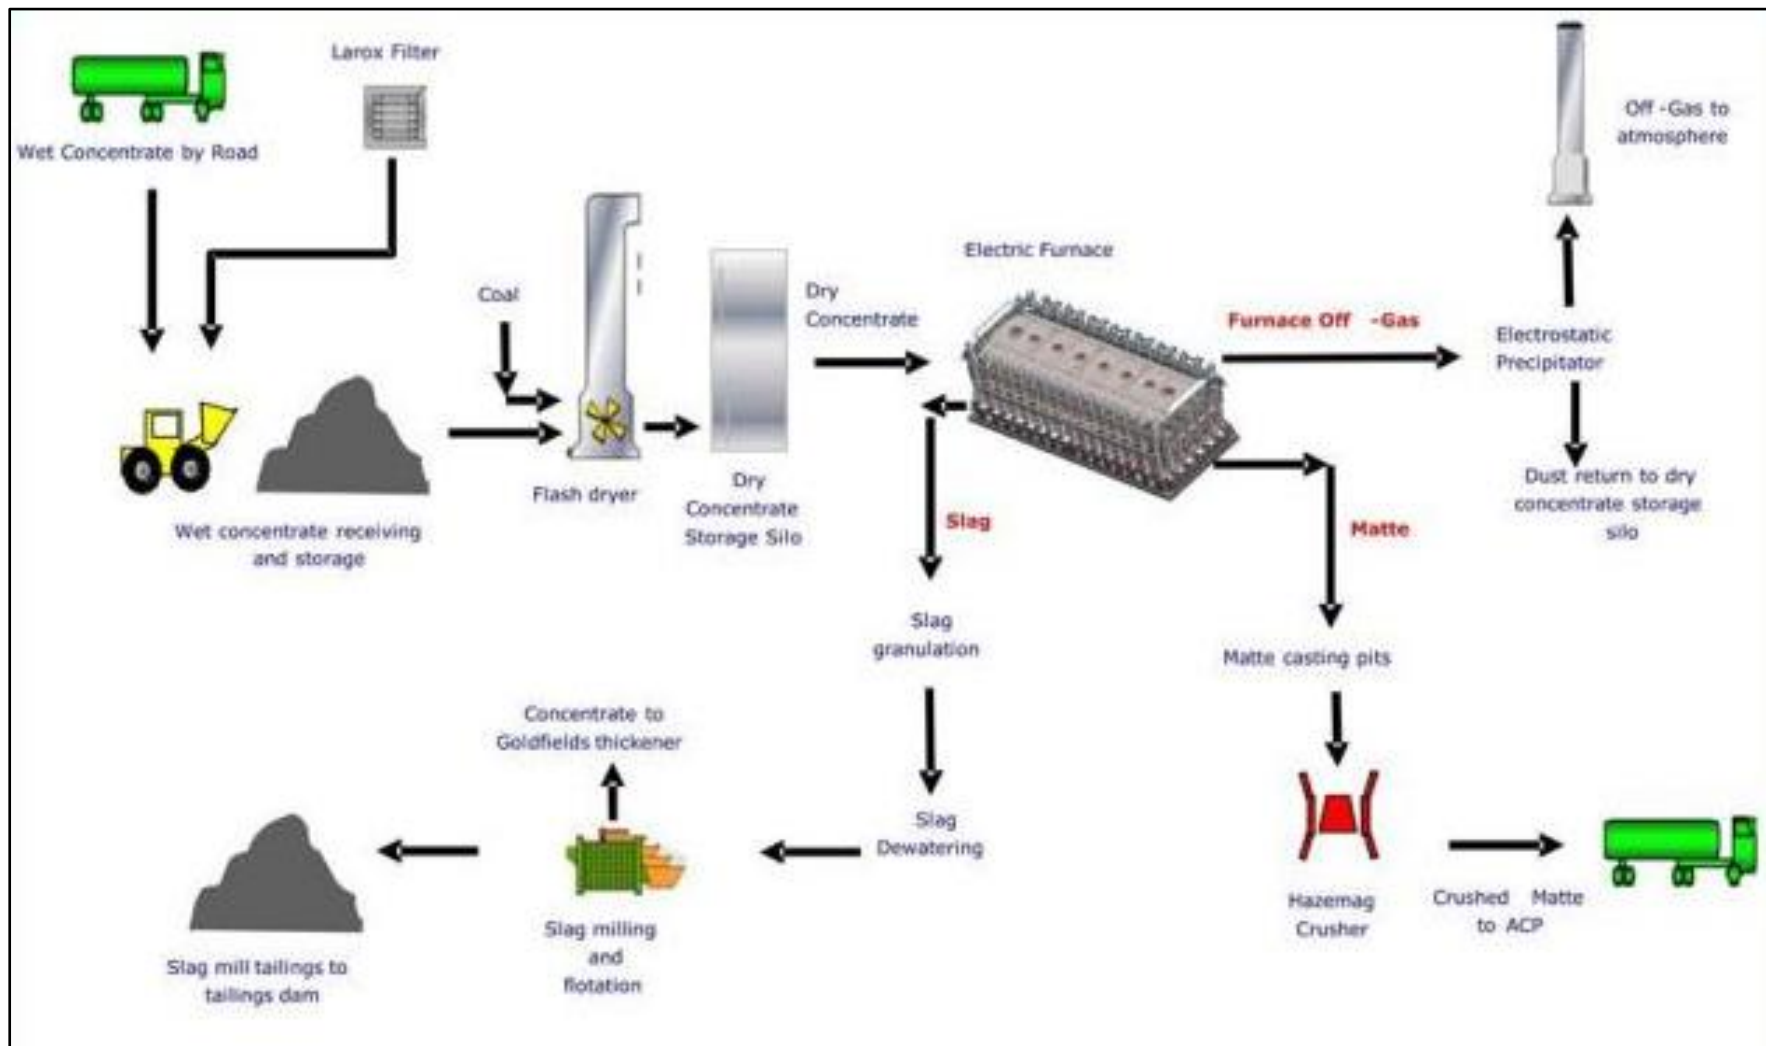 Larox Filter
Wet Concentrate by Road
Off -Gas to
atmosphere
Electric Furnace
Coal
Dry
Concentrate
Furnace Off -Gas
Electrostatic
Precipitator
Flash dryer
Dry
Concentrate
Storage Silo
Wet concentrate receiving
and storage
Slag
Matte
Dust return to dry
concentrate storage
silo
Slag
granulation
Matte casting pits
Concentrate to
Goldfields thickener
Slag
Dewatering
Hazemag
Crusher
Crushed Matte
to ACP
Slag milling
and
flotation
Slag mill tailings to
tailings dam